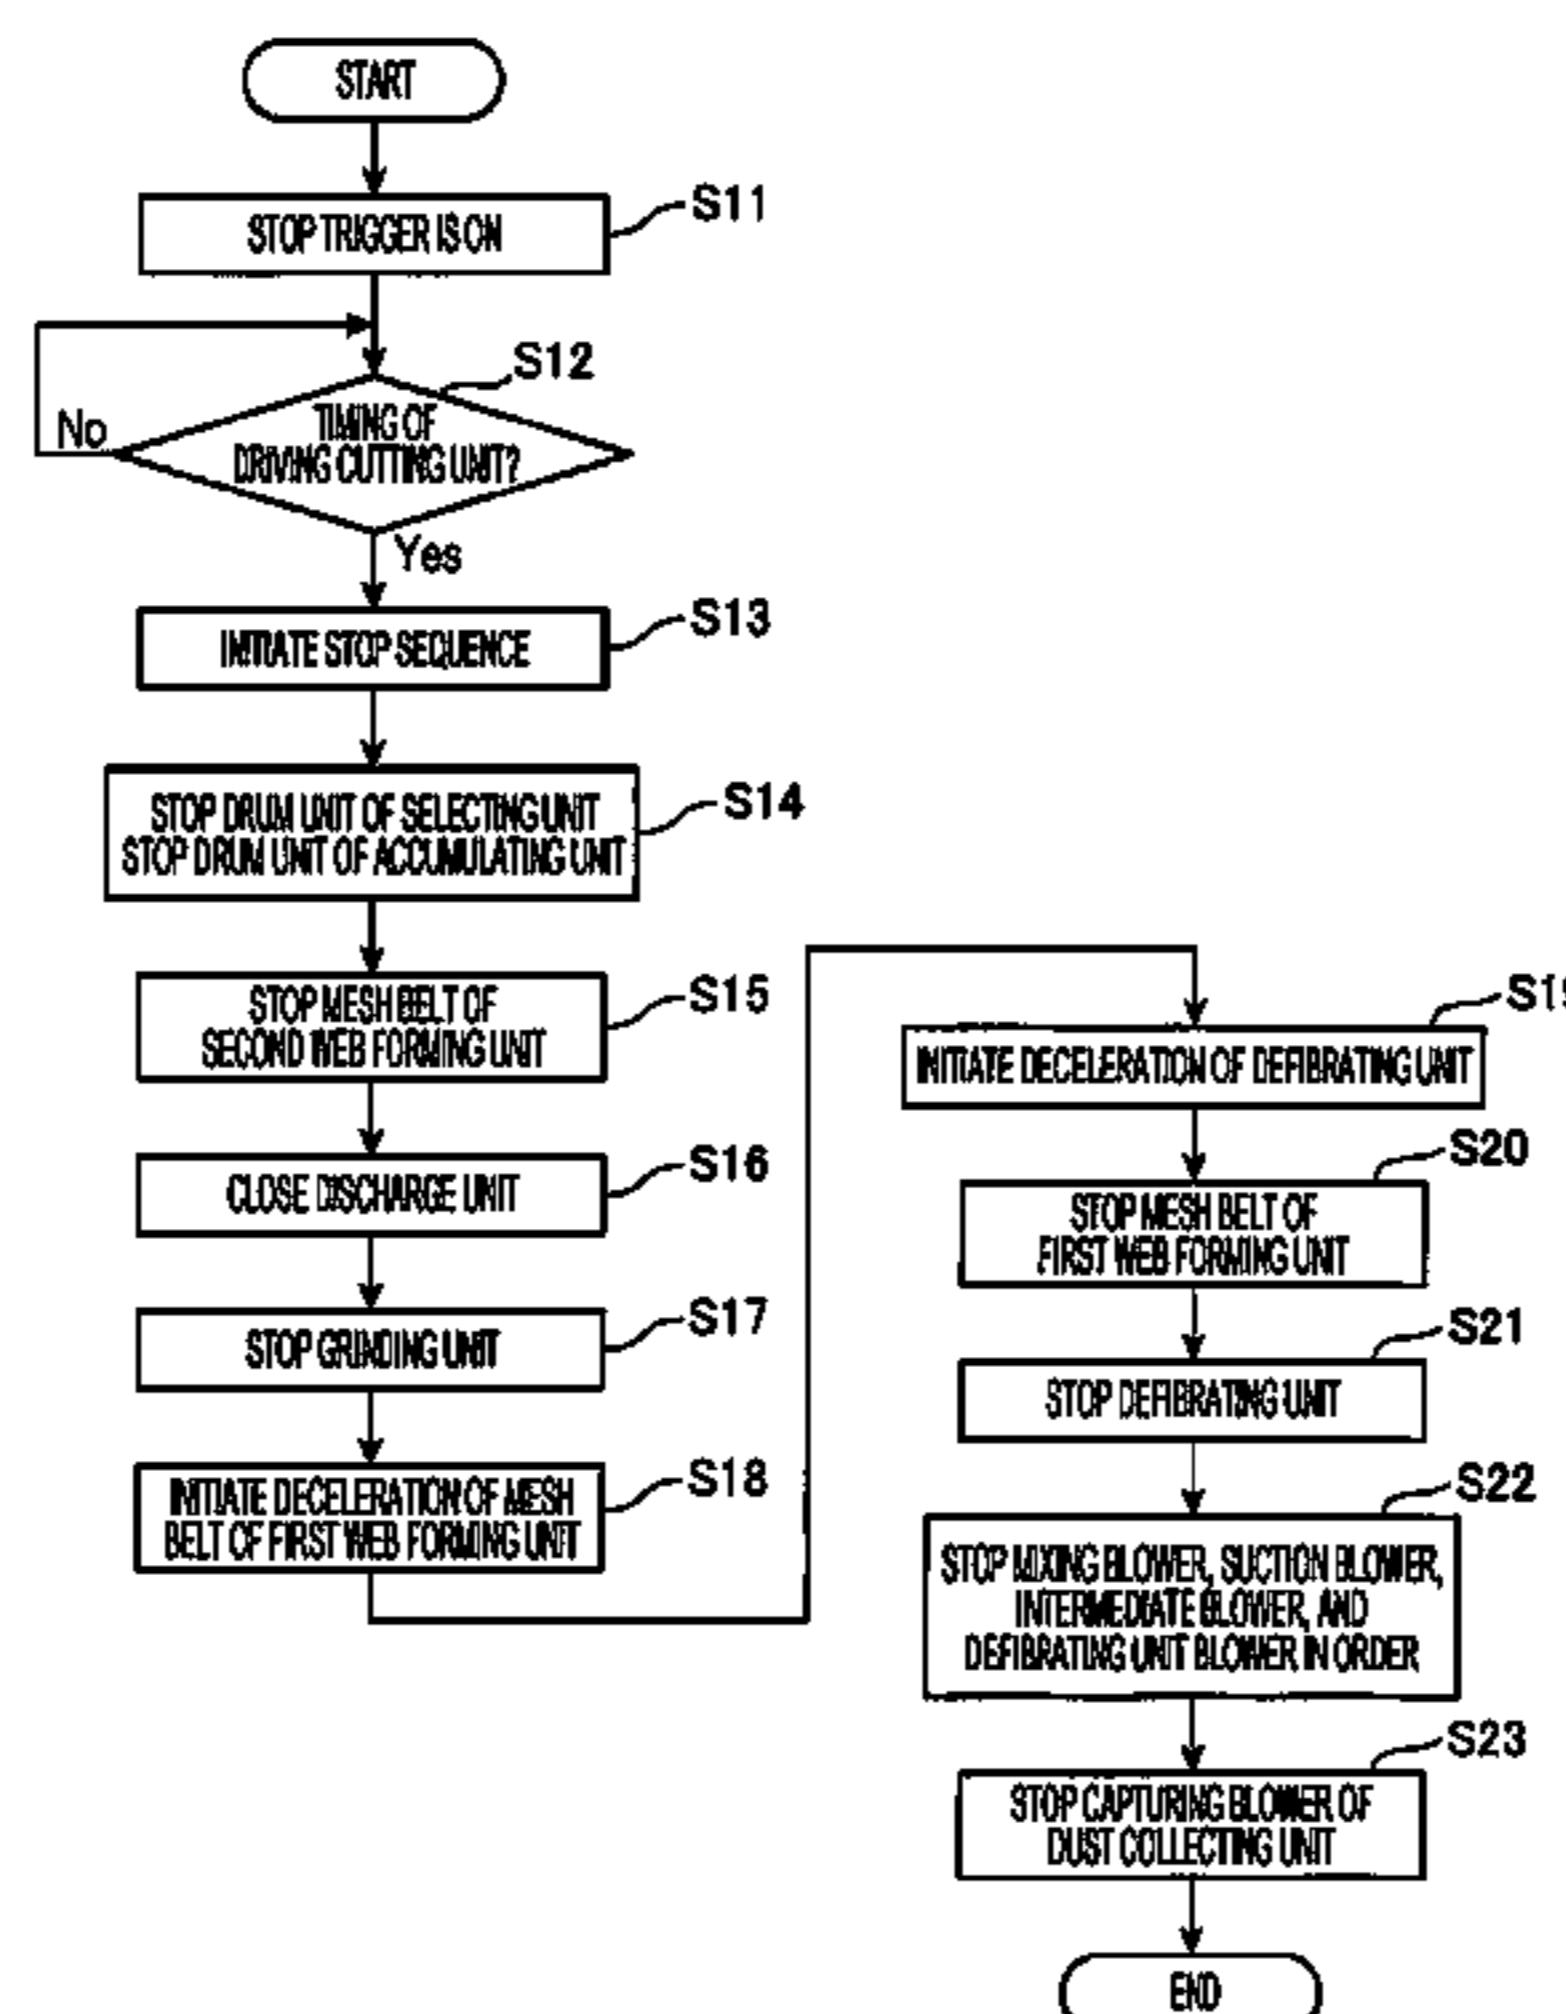 START
STOP TRIGGER IS ON
S11
S12
TIMING OF
DRIVING CUTTING UNIT?
No
Yes
INITIATE STOP SEQUENCE
S13
STOP DRUM UNIT OF SELECTING UNIT
STOP DRUM UNIT OF ACCUMULATING UNIT
S14
STOP MESH BELT OF
SECOND WEB FORMING UNIT
S15
CLOSE DISCHARGE UNIT
S16
STOP GRINDING UNIT
S17
INITIATE DECELERATION OF MESH
BELT OF FIRST WEB FORMING UNIT
S18
S19
INITIATE DECELERATION OF DEFIBRATING UNIT
S20
STOP MESH BELT OF
FIRST WEB FORMING UNIT
S21
STOP DEFIBRATING UNIT
S22
STOP MIXING BLOWER, SUCTION BLOWER,
INTERMEDIATE BLOWER, AND
DEFIBRATING UNIT BLOWER IN ORDER
S23
STOP CAPTURING BLOWER OF
DUST COLLECTING UNIT
END